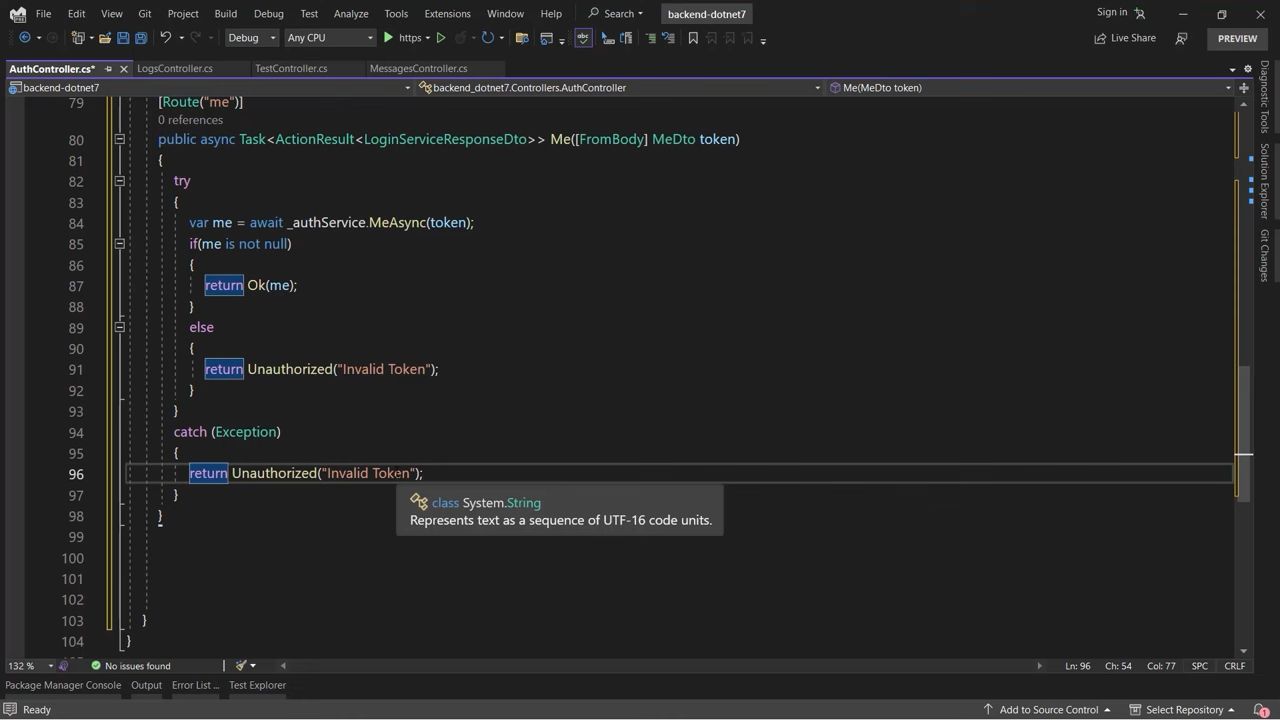 File Edit View Git Project Build Debug Test Analyze Tools Extensions Window Help Search backend-dotnet7 Sign in
Debug Any CPU https Live Share PREVIEW
AuthController.cs* LogsController.cs TestController.cs MessagesController.cs
backend-dotnet7 backend_dotnet7.Controllers.AuthController Me(MeDto token)
79 [Route("me")]
0 references
80 public async Task<ActionResult<LoginServiceResponseDto>> Me([FromBody] MeDto token)
81 {
82 try
83 {
84 var me = await _authService.MeAsync(token);
85 if(me is not null)
86 {
87 return Ok(me);
88 }
89 else
90 {
91 return Unauthorized("Invalid Token");
92 }
93 }
94 catch (Exception)
95 {
96 return Unauthorized("Invalid Token");
97 }
class System.String
98 }
Represents text as a sequence of UTF-16 code units.
99
100
101
102
103 }
104 }
132 % No issues found Ln: 96 Ch: 54 Col: 77 SPC CRLF
Package Manager Console Output Error List ... Test Explorer
Ready Add to Source Control Select Repository 1
Diagnostic Tools
Solution Explorer
Git Changes